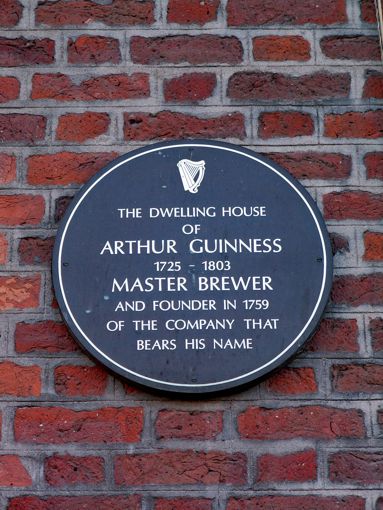 THE DWELLING HOUSE
OF
ARTHUR GUINNESS
1725 - 1803
MASTER BREWER
AND FOUNDER IN 1759
OF THE COMPANY THAT
BEARS HIS NAME